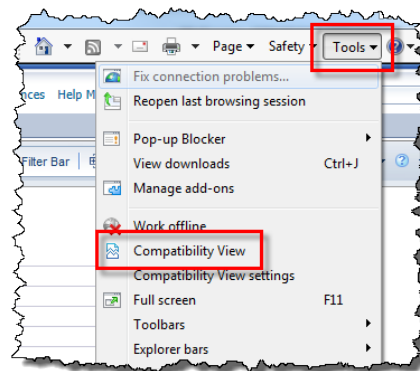 Page Safety Tools
Fix connection problems...
nces Help M
Reopen last browsing session
Pop-up Blocker
Filter Bar
View downloads Ctrl+J
Manage add-ons
Work offline
Compatibility View
Compatibility View settings
Full screen F11
Toolbars
Explorer bars